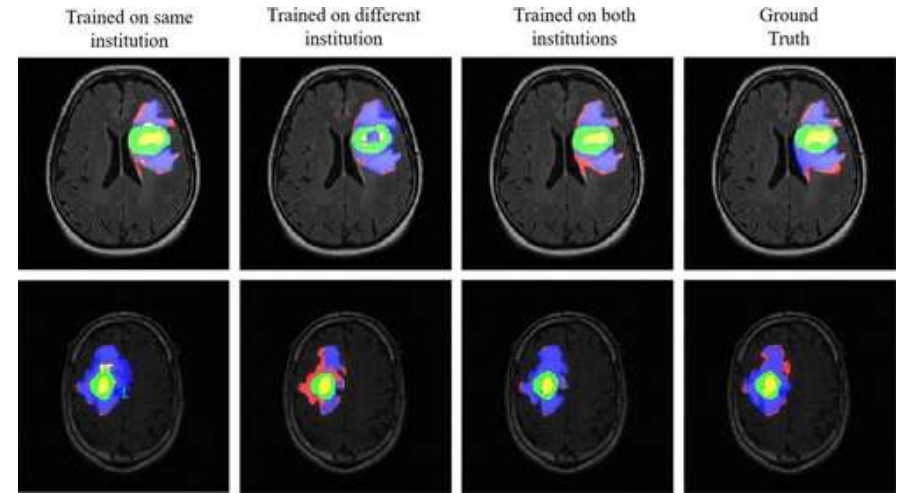 Trained on same
institution
Trained on different
institution
Trained on both
institutions
Ground
Truth